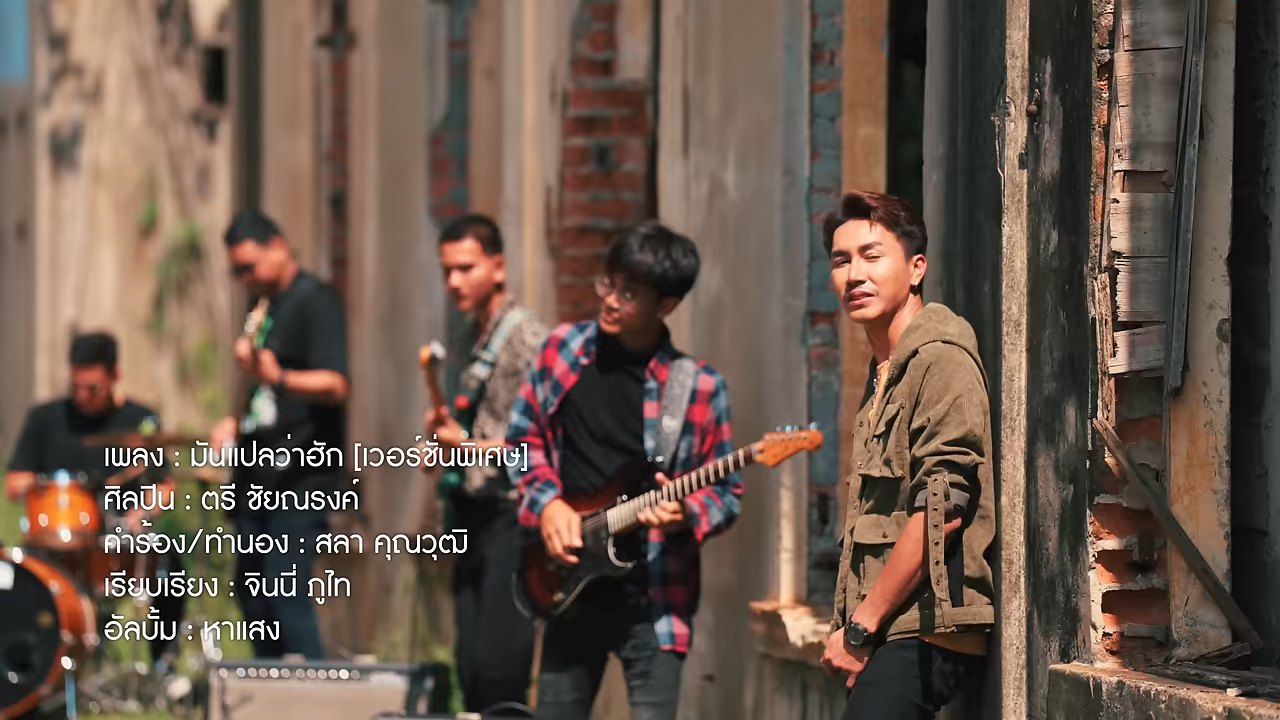 เพลง : มันแปลว่าฮัก [เวอร์ชั่นพิเศษ]
ศิลปิน : ตรี ชัยณรงค์
คำร้อง/ทำนอง : สลา คุณวุฒิ
เรียบเรียง : จินนี่ ภูไท
อัลบั้ม : หาแสง